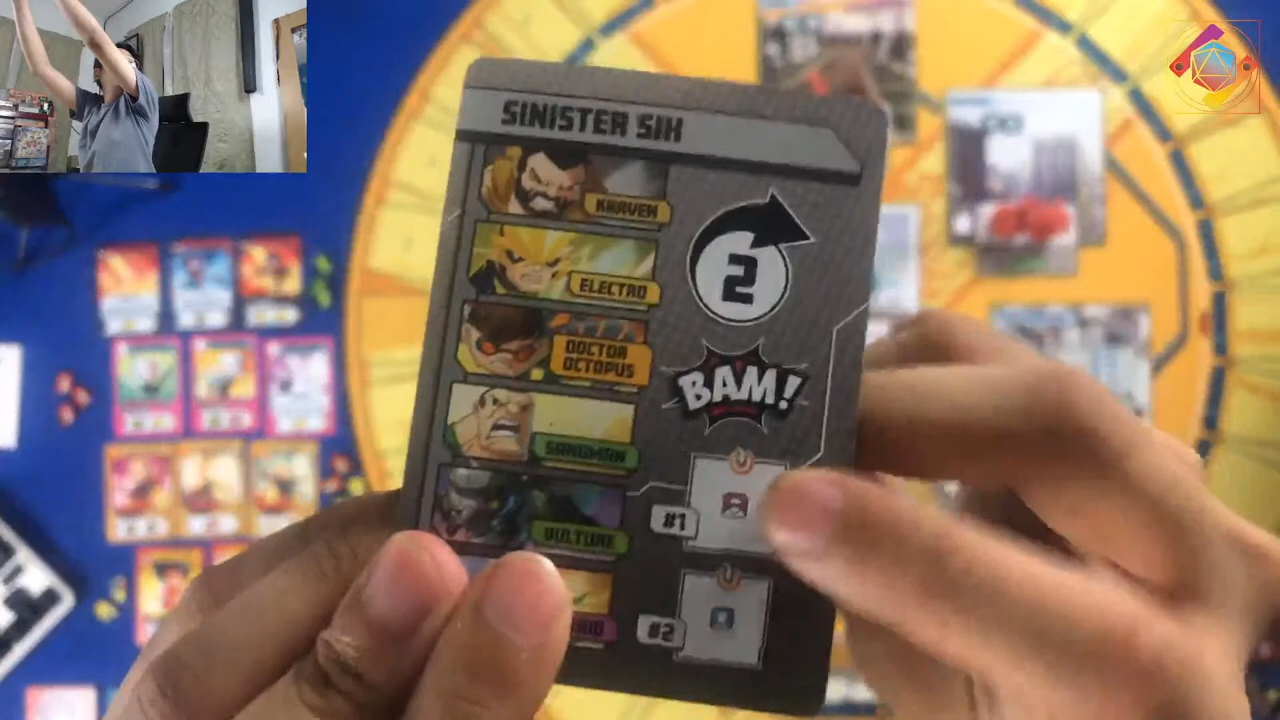 SINISTER SIX
KRAVEN
ELECTRO
DOCTOR
OCTOPUS
SANDMAN
VULTURE
2
BAM!
#1
#2